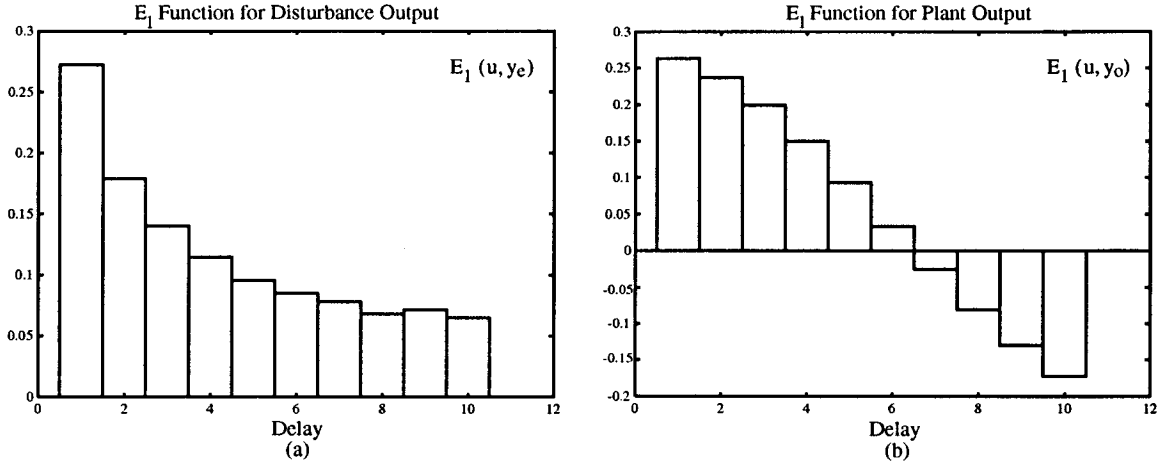 E1 Function for Disturbance Output
0.3
0.25
0.2
0.15
0.1
0.05
0
E1 (u, ye)
0 2 4 6 8 10 12
Delay
(a)
E1 Function for Plant Output
0.3
0.25
0.2
0.15
0.1
0.05
0
-0.05
-0.1
-0.15
-0.2
E1 (u, yo)
0 2 4 6 8 10 12
Delay
(b)